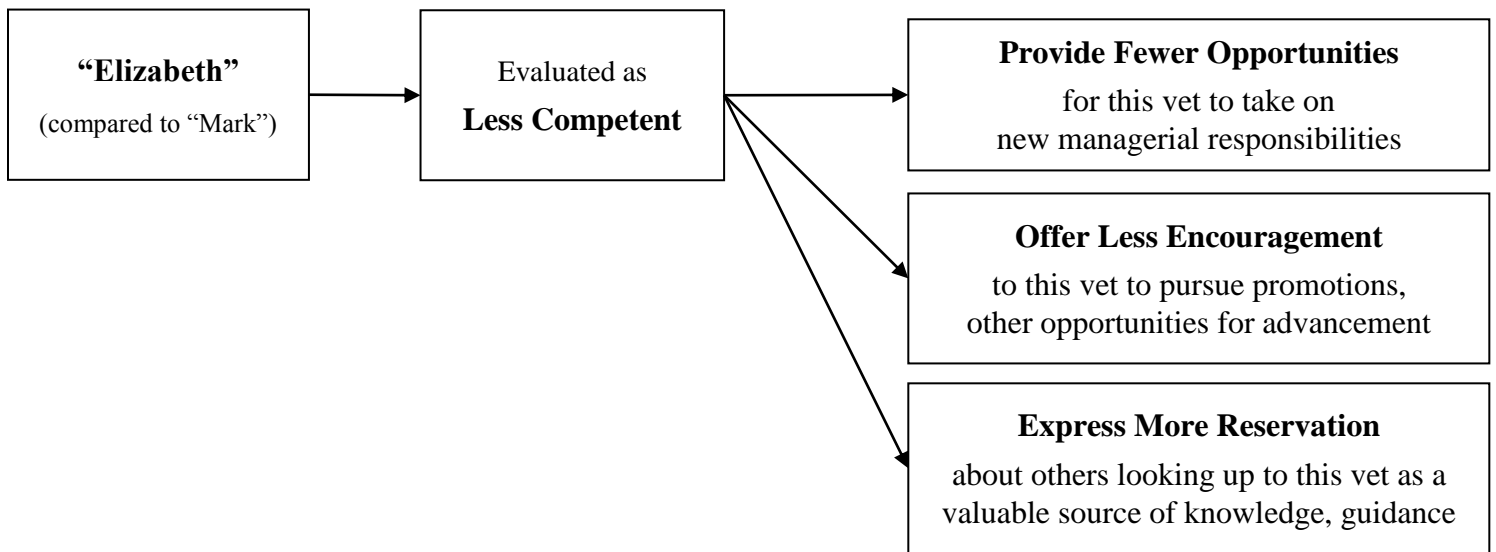 “Elizabeth”
(compared to “Mark”)
Evaluated as
Less Competent
Provide Fewer Opportunities
for this vet to take on
new managerial responsibilities
Offer Less Encouragement
to this vet to pursue promotions,
other opportunities for advancement
Express More Reservation
about others looking up to this vet as a
valuable source of knowledge, guidance